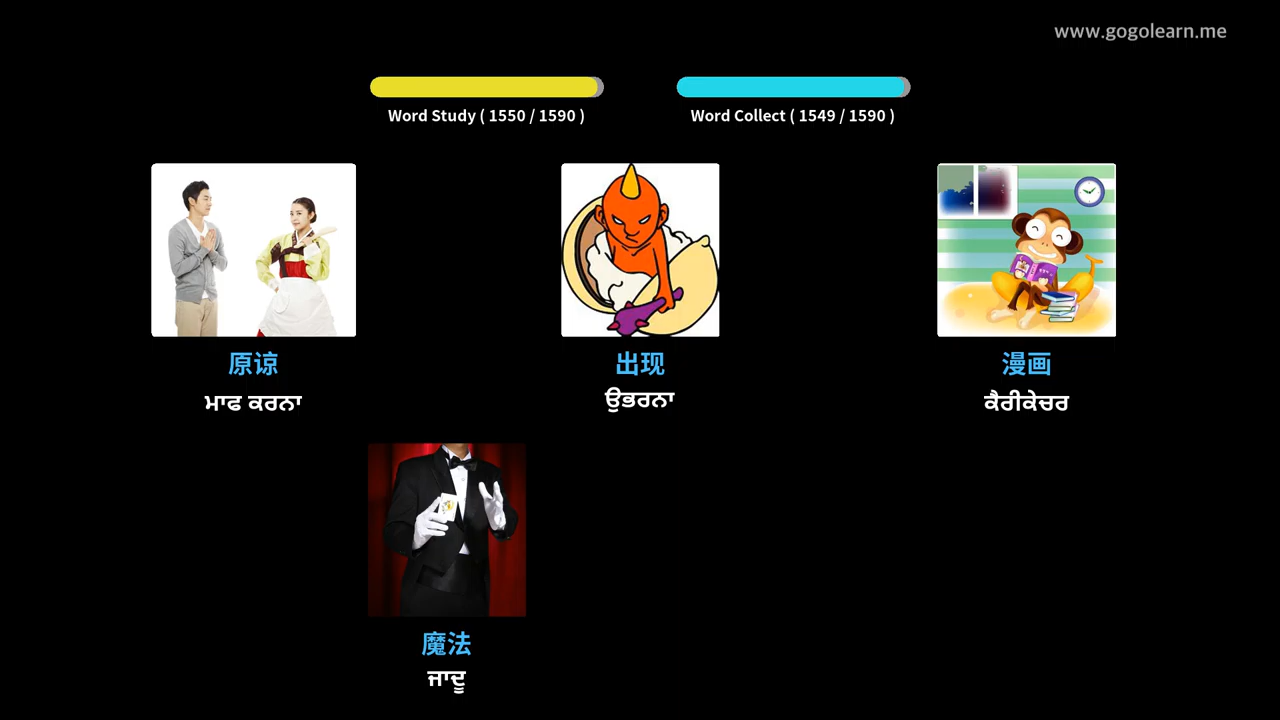 www.gogolearn.me
Word Study ( 1550 / 1590 )
Word Collect ( 1549 / 1590 )
原谅
ਮਾਫ ਕਰਨਾ
出现
ਉਭਰਨਾ
漫画
ਕੈਰੀਕੇਚਰ
魔法
ਜਾਦੂ